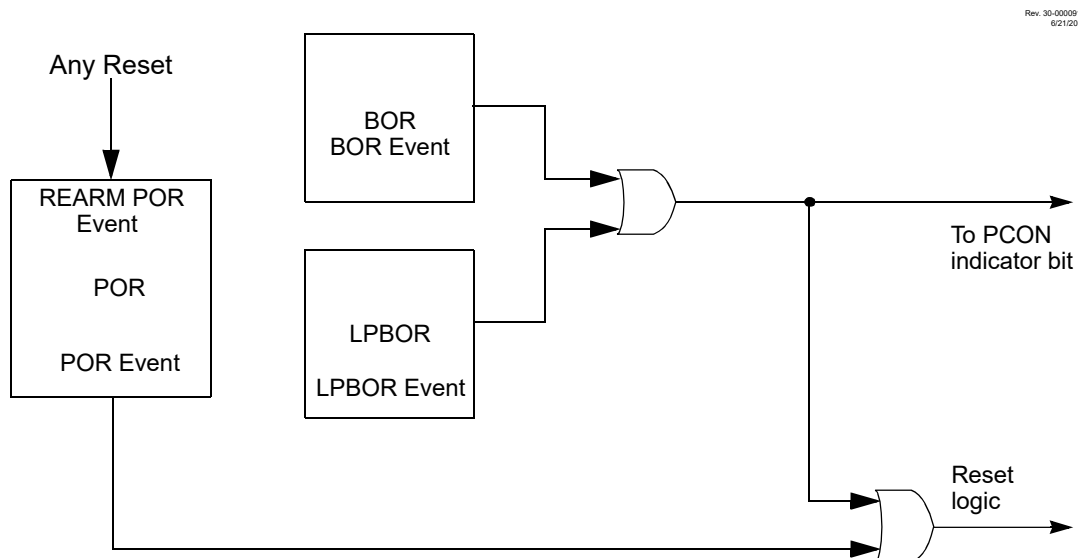 Rev. 30-00009
6/21/20
Any Reset
REARM POR
Event
POR
POR Event
BOR
BOR Event
LPBOR
LPBOR Event
To PCON
indicator bit
Reset
logic